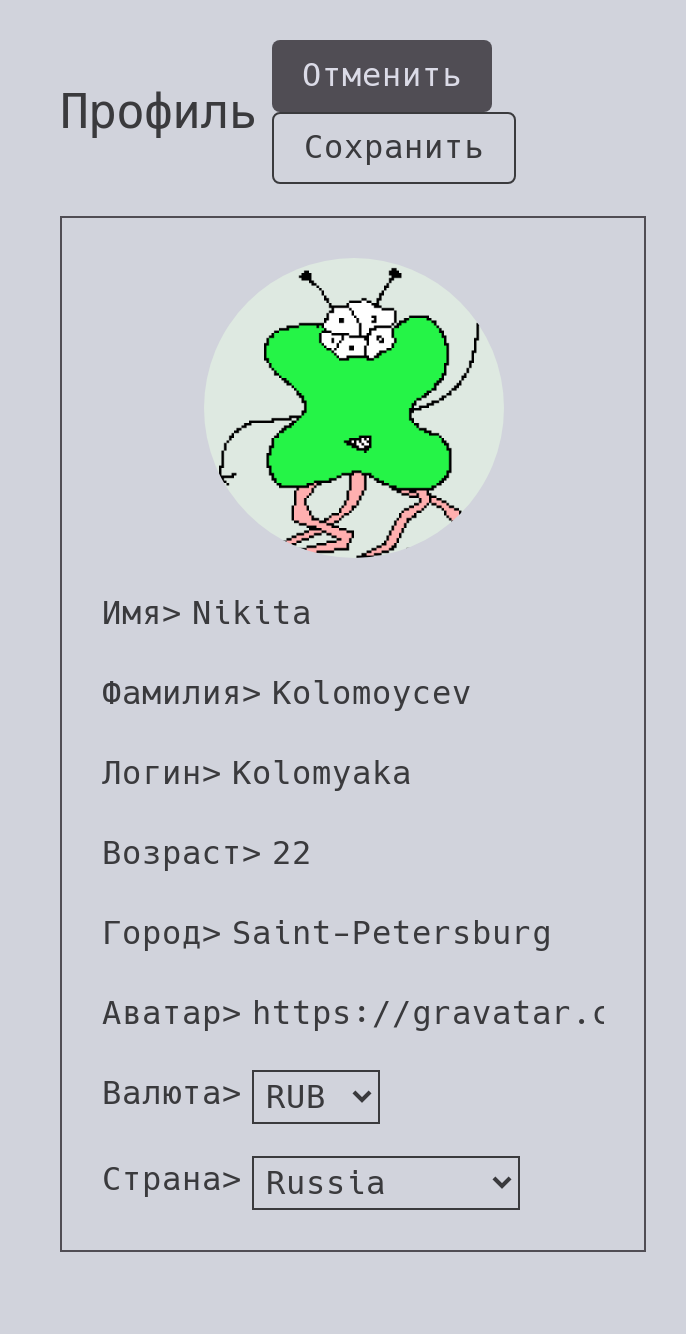 Профиль
Отменить
Сохранить
Имя> Nikita
Фамилия> Kolomoycev
Логин> Kolomyaka
Возраст> 22
Город> Saint-Petersburg
Аватар> https://gravatar.c
Валюта> RUB
Страна> Russia